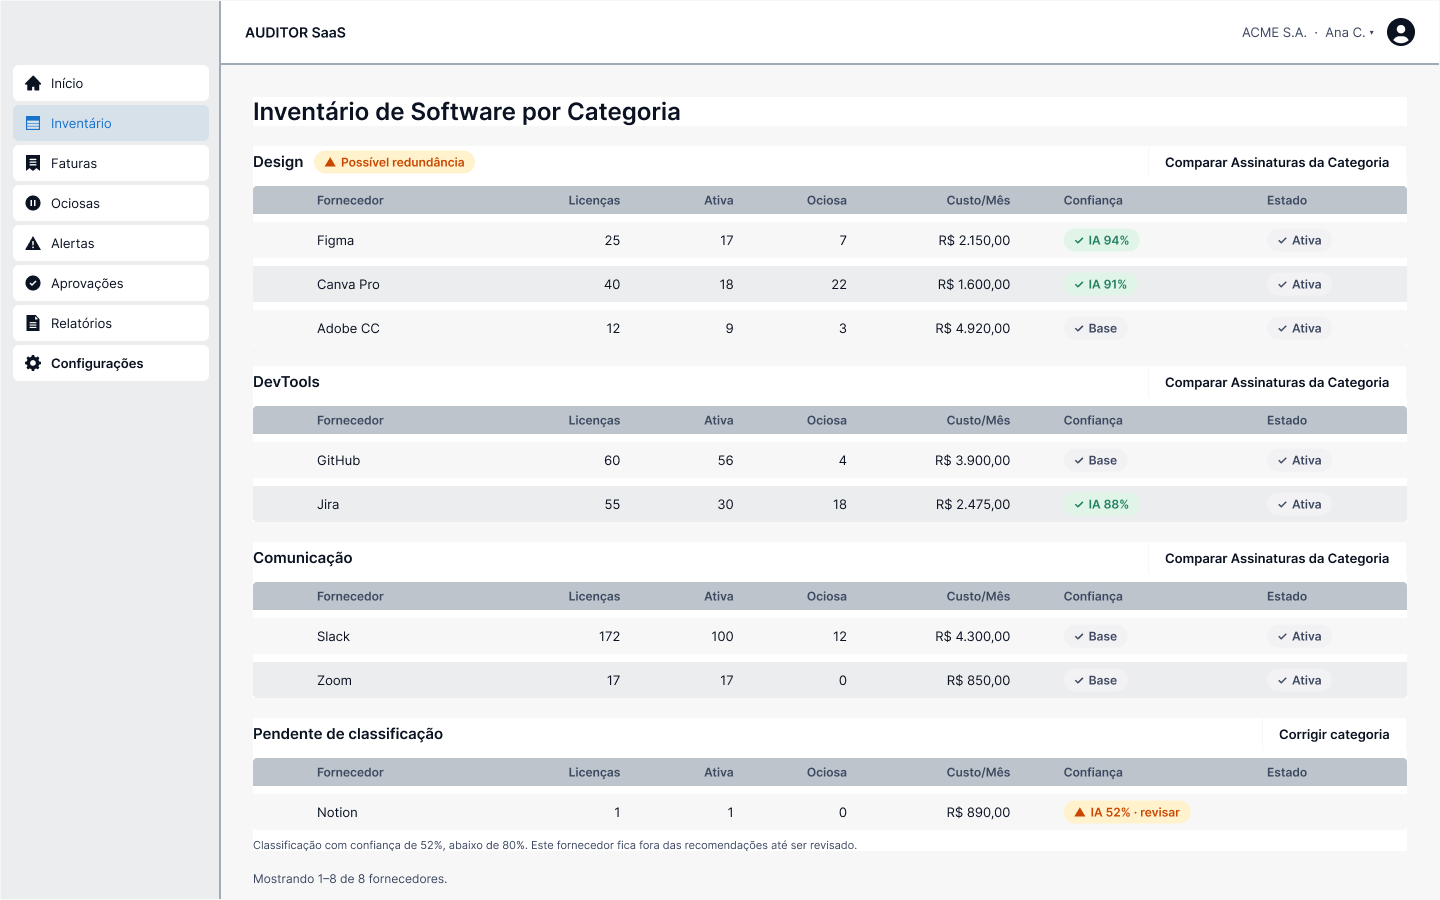 AUDITOR SaaS
ACME S.A. · Ana C.
Início
Inventário
Faturas
Ociosas
Alertas
Aprovações
Relatórios
Configurações
Inventário de Software por Categoria
Design Possível redundância Comparar Assinaturas da Categoria
Fornecedor Licenças Ativa Ociosa Custo/Mês Confiança Estado
Figma 25 17 7 R$ 2.150,00 IA 94% Ativa
Canva Pro 40 18 22 R$ 1.600,00 IA 91% Ativa
Adobe CC 12 9 3 R$ 4.920,00 Base Ativa
DevTools Comparar Assinaturas da Categoria
Fornecedor Licenças Ativa Ociosa Custo/Mês Confiança Estado
GitHub 60 56 4 R$ 3.900,00 Base Ativa
Jira 55 30 18 R$ 2.475,00 IA 88% Ativa
Comunicação Comparar Assinaturas da Categoria
Fornecedor Licenças Ativa Ociosa Custo/Mês Confiança Estado
Slack 172 100 12 R$ 4.300,00 Base Ativa
Zoom 17 17 0 R$ 850,00 Base Ativa
Pendente de classificação Corrigir categoria
Fornecedor Licenças Ativa Ociosa Custo/Mês Confiança Estado
Notion 1 1 0 R$ 890,00 IA 52% · revisar
Classificação com confiança de 52%, abaixo de 80%. Este fornecedor fica fora das recomendações até ser revisado.
Mostrando 1–8 de 8 fornecedores.